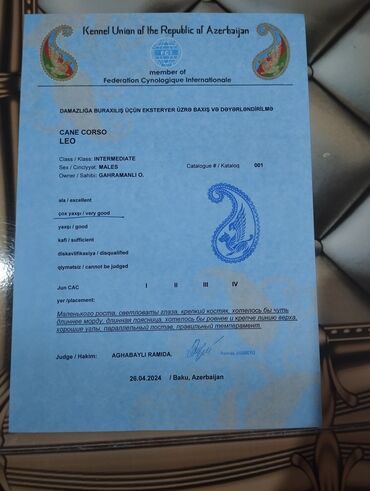 Kennel Union of the Republic of Azerbaijan
FCI
member of
Federation Cynologique Internationale
DAMAZLIĞA BURAXILIŞ ÜÇÜN EKSTERYER ÜZRƏ BAXIŞ VƏ DƏYƏRLƏNDİRİLMƏ
CANE CORSO
LEO
Class / Klass: INTERMEDIATE
Sex / Cinsiyyət: MALES Catalogue # / Kataloq 001
Owner / Sahibi: GAHRAMANLI O.
əla / excellent
çox yaxşı / very good
yaxşı / good
kafi / sufficient
diskvalifikasiya / disqualified
qiymətsiz / cannot be judged
Jun CAC I II III IV
yer /placement:
Маленького роста, светловаты глаза, крепкий костяк, хотелось бы чуть
длиннее морду, длинная поясница, хотелось бы ровнее и крепче линию верха,
хорошие углы, параллельный постав, правильный темперамент.
Judge / Hakim: AGHABAYLI RAMIDA.
26.04.2024 / Baku, Azerbaijan